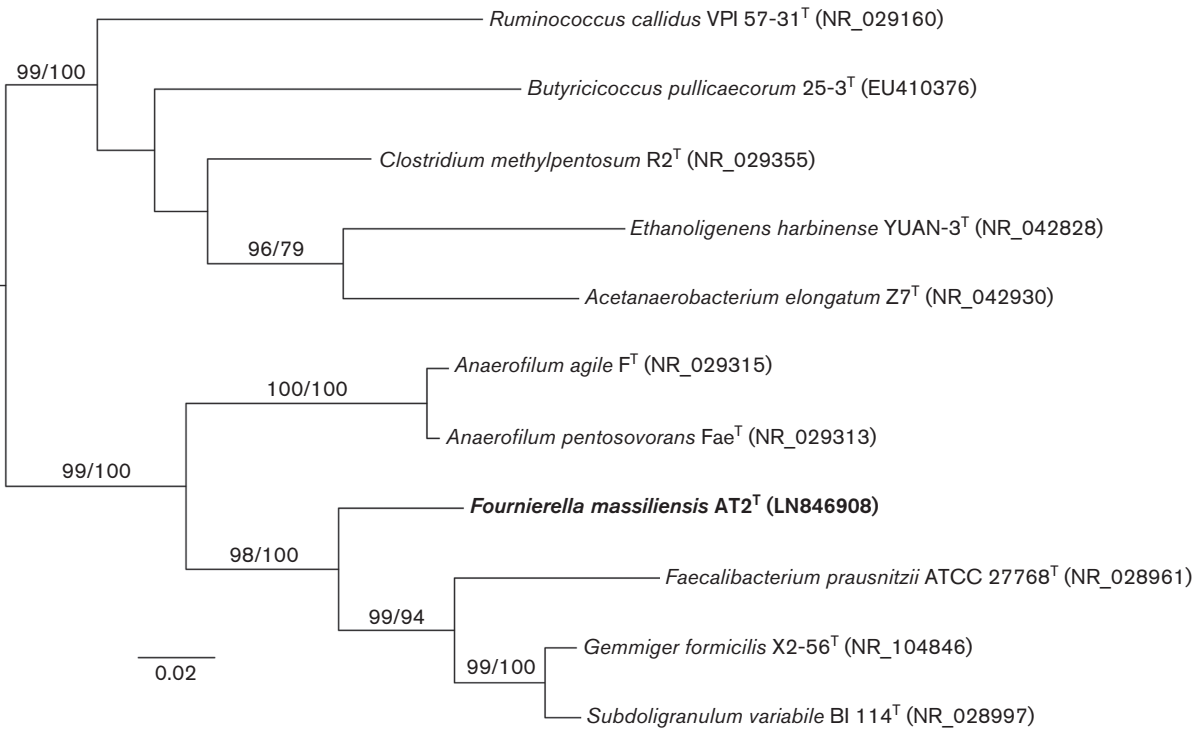 Ruminococcus callidus VPI 57-31T (NR_029160)
99/100
Butyricicoccus pullicaecorum 25-3T (EU410376)
Clostridium methylpentosum R2T (NR_029355)
Ethanoligenens harbinense YUAN-3T (NR_042828)
96/79
Acetanaerobacterium elongatum Z7T (NR_042930)
Anaerofilum agile FT (NR_029315)
100/100
Anaerofilum pentosovorans FaeT (NR_029313)
99/100
Fournierella massiliensis AT2T (LN846908)
98/100
Faecalibacterium prausnitzii ATCC 27768T (NR_028961)
99/94
Gemmiger formicilis X2-56T (NR_104846)
99/100
0.02
Subdoligranulum variabile BI 114T (NR_028997)